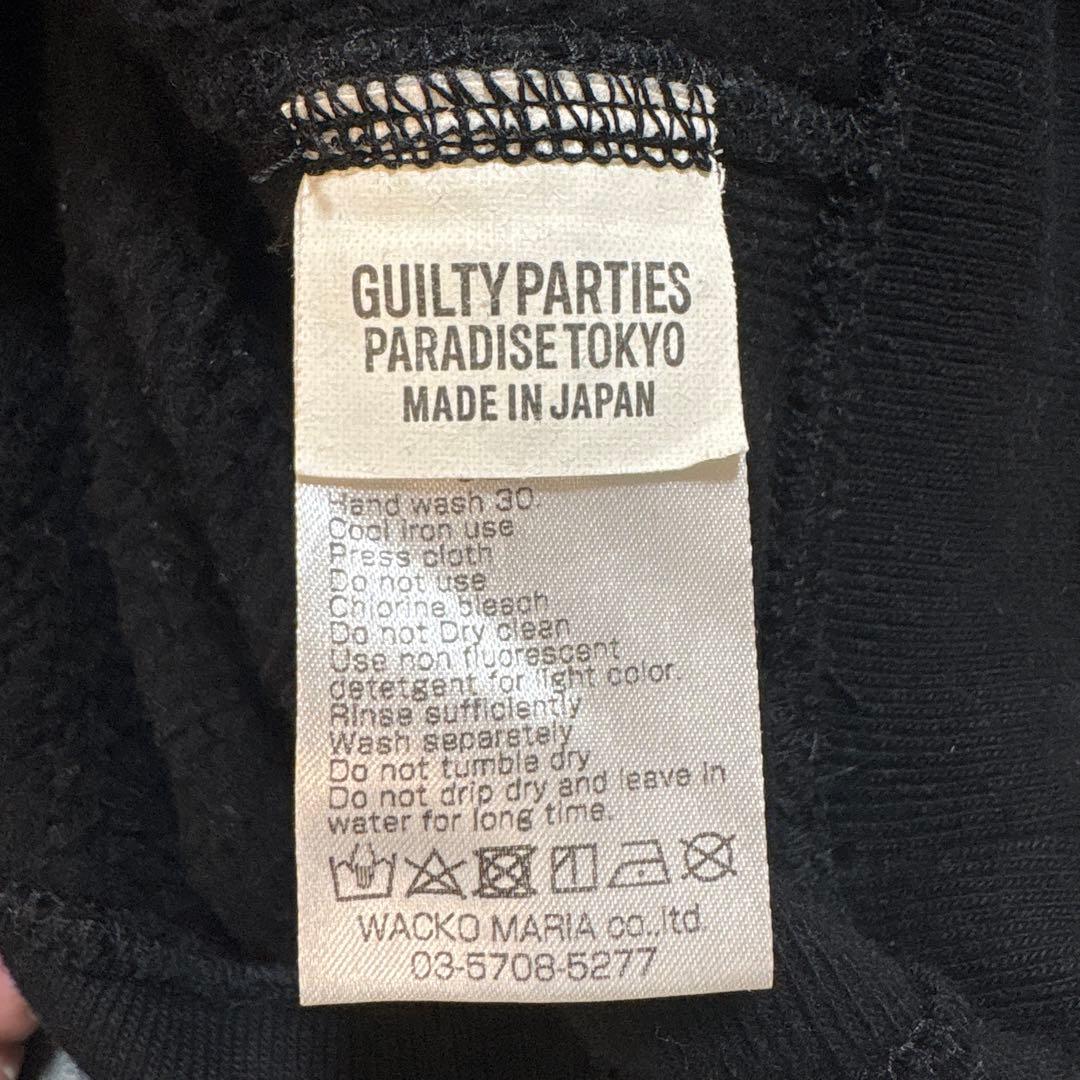 GUILTY PARTIES
PARADISE TOKYO
MADE IN JAPAN
Hand wash 30.
Cool iron use
Press cloth
Do not use
Chlorine bleach
Do not Dry clean
Use non fluorescent
detetgent for light color.
Rinse sufficiently
Wash separately
Do not tumble dry
Do not drip dry and leave in
water for long time.
WACKO MARIA co.,ltd.
03-5708-5277